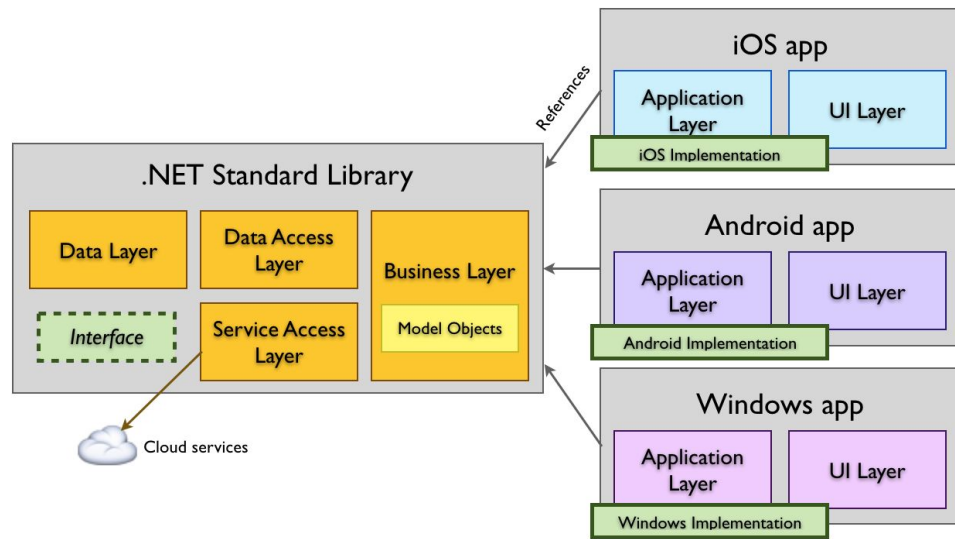 iOS app
References
Application
Layer
UI Layer
iOS Implementation
.NET Standard Library
Data Layer
Data Access
Layer
Business Layer
Model Objects
Interface
Service Access
Layer
Cloud services
Android app
Application
Layer
UI Layer
Android Implementation
Windows app
Application
Layer
UI Layer
Windows Implementation